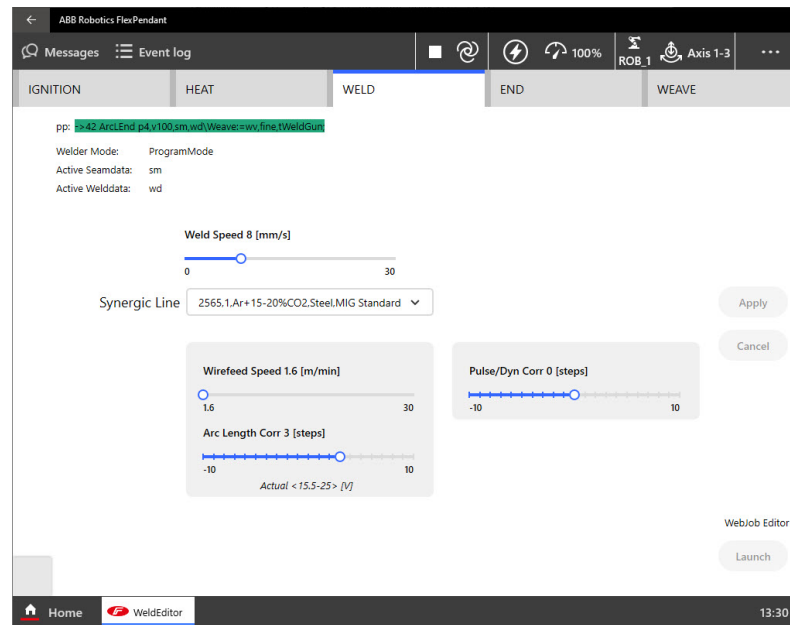 ABB Robotics FlexPendant
Messages Event log 100% ROB_1 Axis 1-3 ...
IGNITION HEAT WELD END WEAVE
pp: ->42 ArcLEnd p4,v100,sm,wd\Weave:=wv,fine,tWeldGun;
Welder Mode: ProgramMode
Active Seamdata: sm
Active Welddata: wd
Weld Speed 8 [mm/s]
0 30
Synergic Line 2565,1,Ar+15-20%CO2,Steel,MIG Standard
Apply
Cancel
Wirefeed Speed 1.6 [m/min] Pulse/Dyn Corr 0 [steps]
1.6 30 -10 10
Arc Length Corr 3 [steps]
-10 10
Actual <15.5-25> [V]
WebJob Editor
Launch
Home WeldEditor 13:30